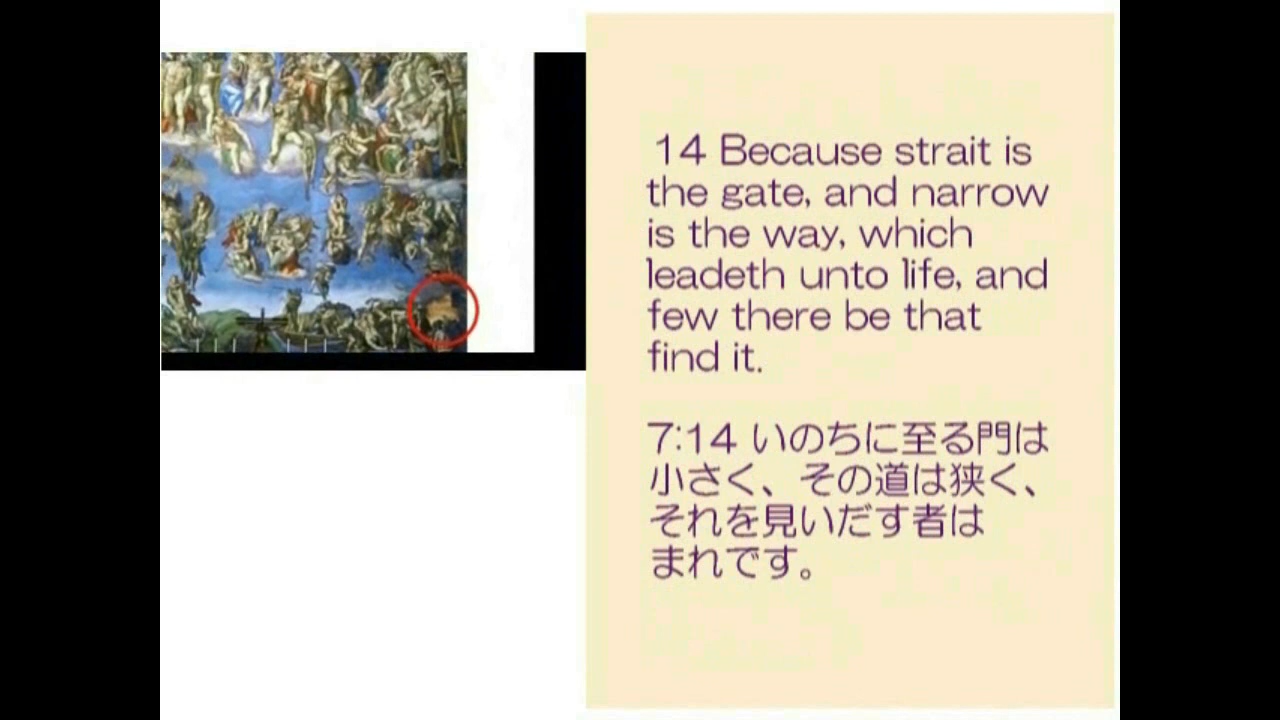 14 Because strait is
the gate, and narrow
is the way, which
leadeth unto life, and
few there be that
find it.
7:14 いのちに至る門は
小さく、その道は狭く、
それを見いだす者は
まれです。